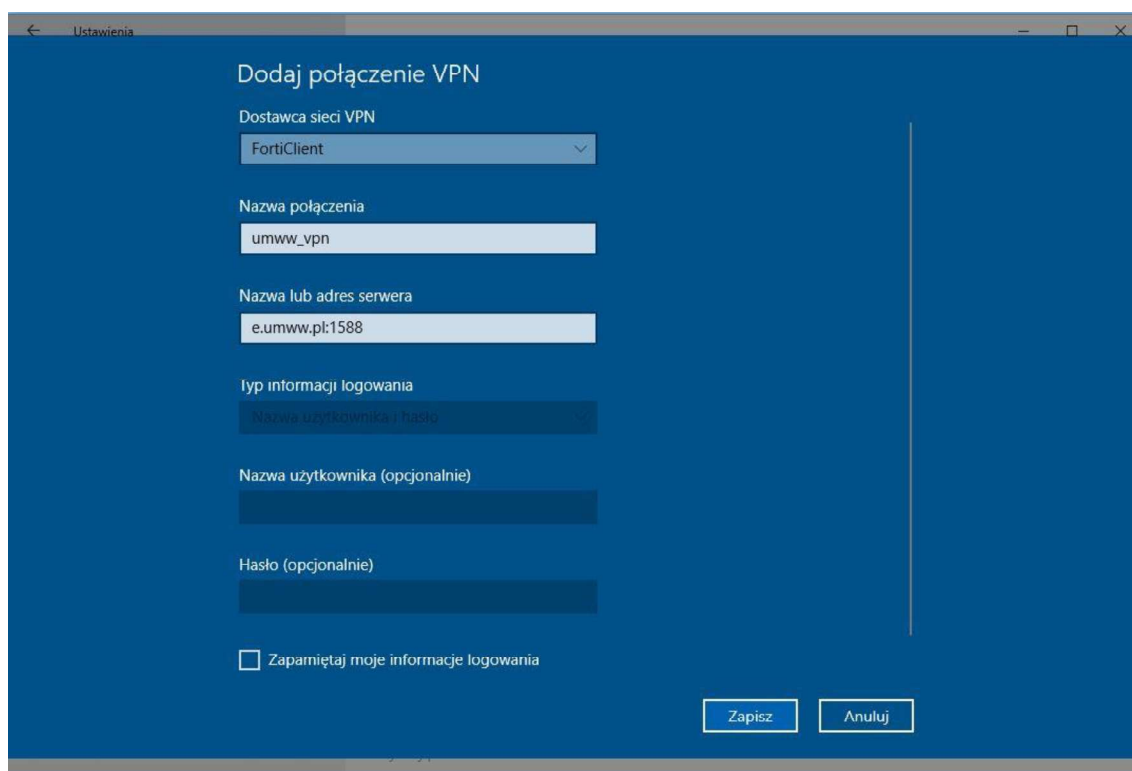 Ustawienia
Dodaj połączenie VPN
Dostawca sieci VPN
FortiClient
Nazwa połączenia
umww_vpn
Nazwa lub adres serwera
e.umww.pl:1588
Typ informacji logowania
Nazwa użytkownika i hasło
Nazwa użytkownika (opcjonalnie)
Hasło (opcjonalnie)
Zapamiętaj moje informacje logowania
Zapisz
Anuluj